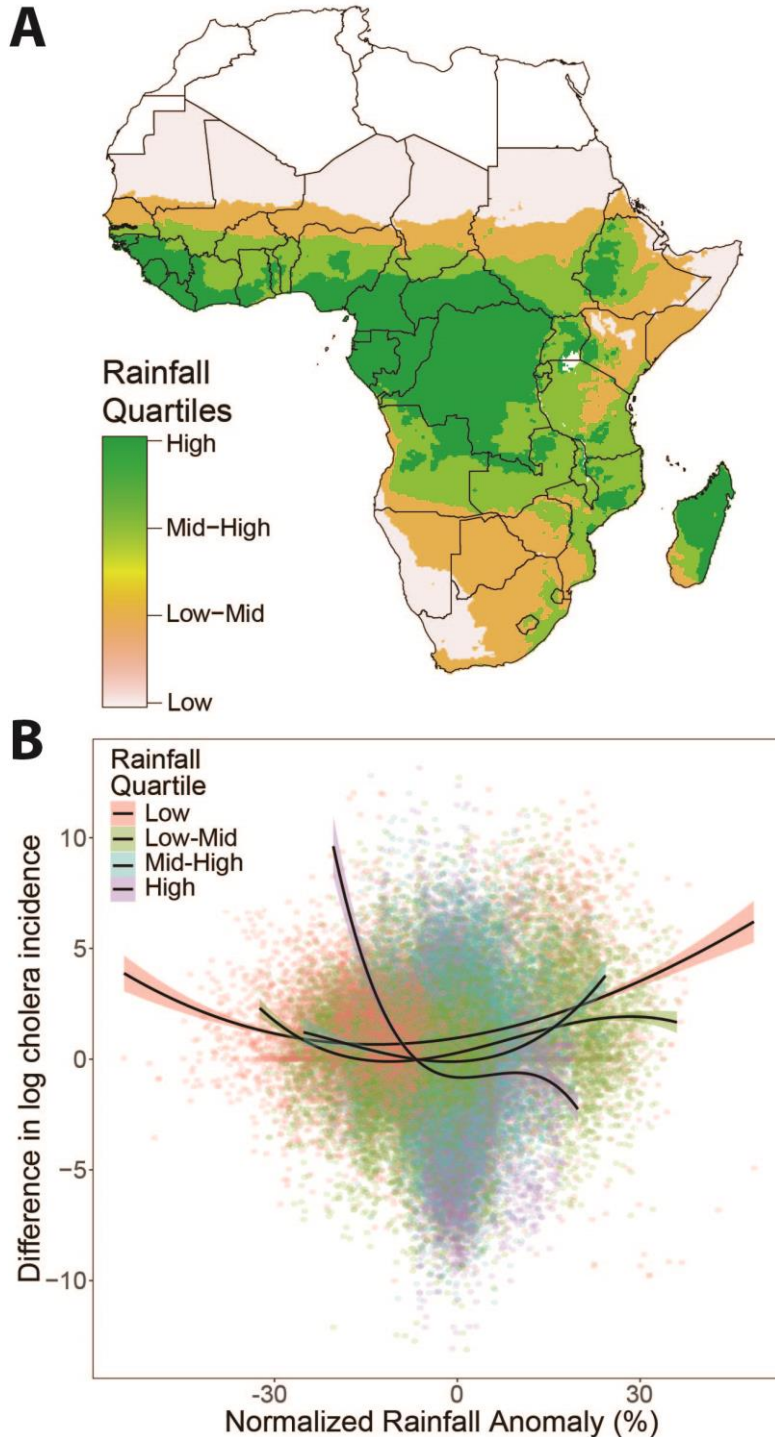 A
Rainfall
Quartiles
High
Mid-High
Low-Mid
Low
B
Rainfall
Quartile
Low
Low-Mid
Mid-High
High
10
5
0
−5
−10
Difference in log cholera incidence
-30
0
30
Normalized Rainfall Anomaly (%)